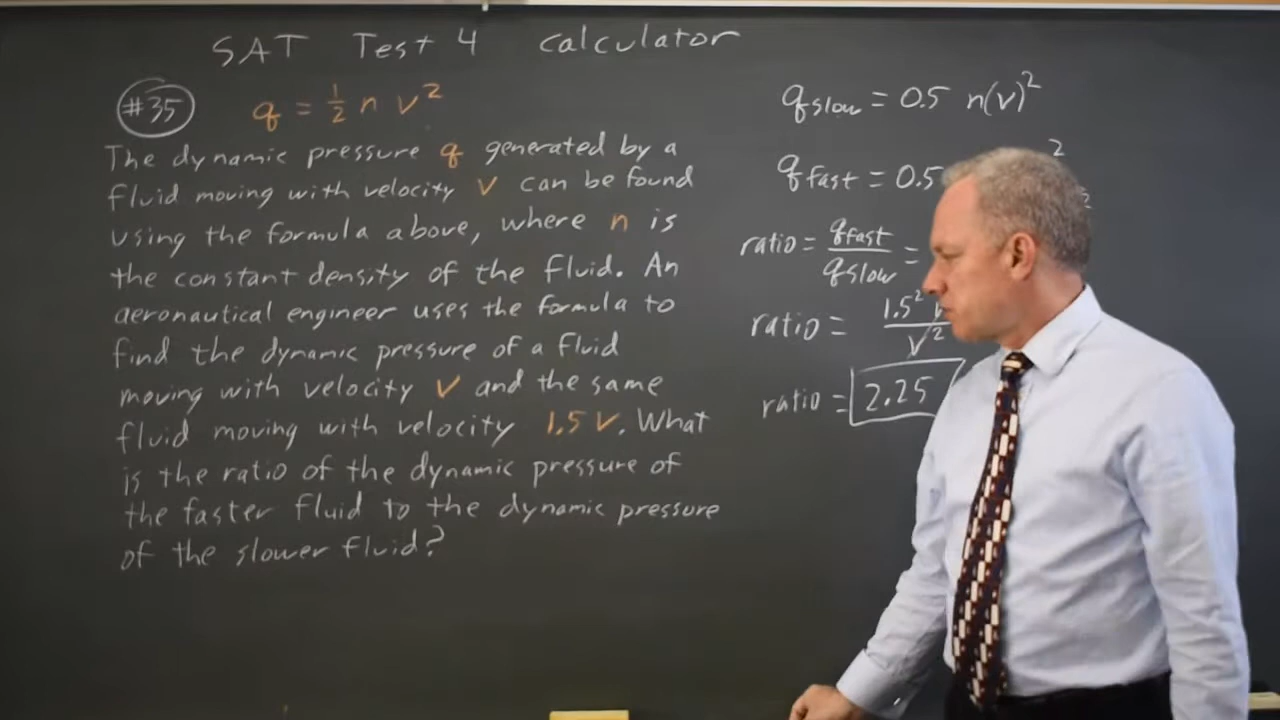 SAT Test 4 calculator
#35
q = 1/2 n v²
The dynamic pressure q generated by a
fluid moving with velocity v can be found
using the formula above, where n is
the constant density of the fluid. An
aeronautical engineer uses the formula to
find the dynamic pressure of a fluid
moving with velocity v and the same
fluid moving with velocity 1.5 v. What
is the ratio of the dynamic pressure of
the faster fluid to the dynamic pressure
of the slower fluid?
qslow = 0.5 n(v)²
qfast = 0.5
ratio = qfast/qslow =
ratio = 1.5²/v²
ratio = 2.25